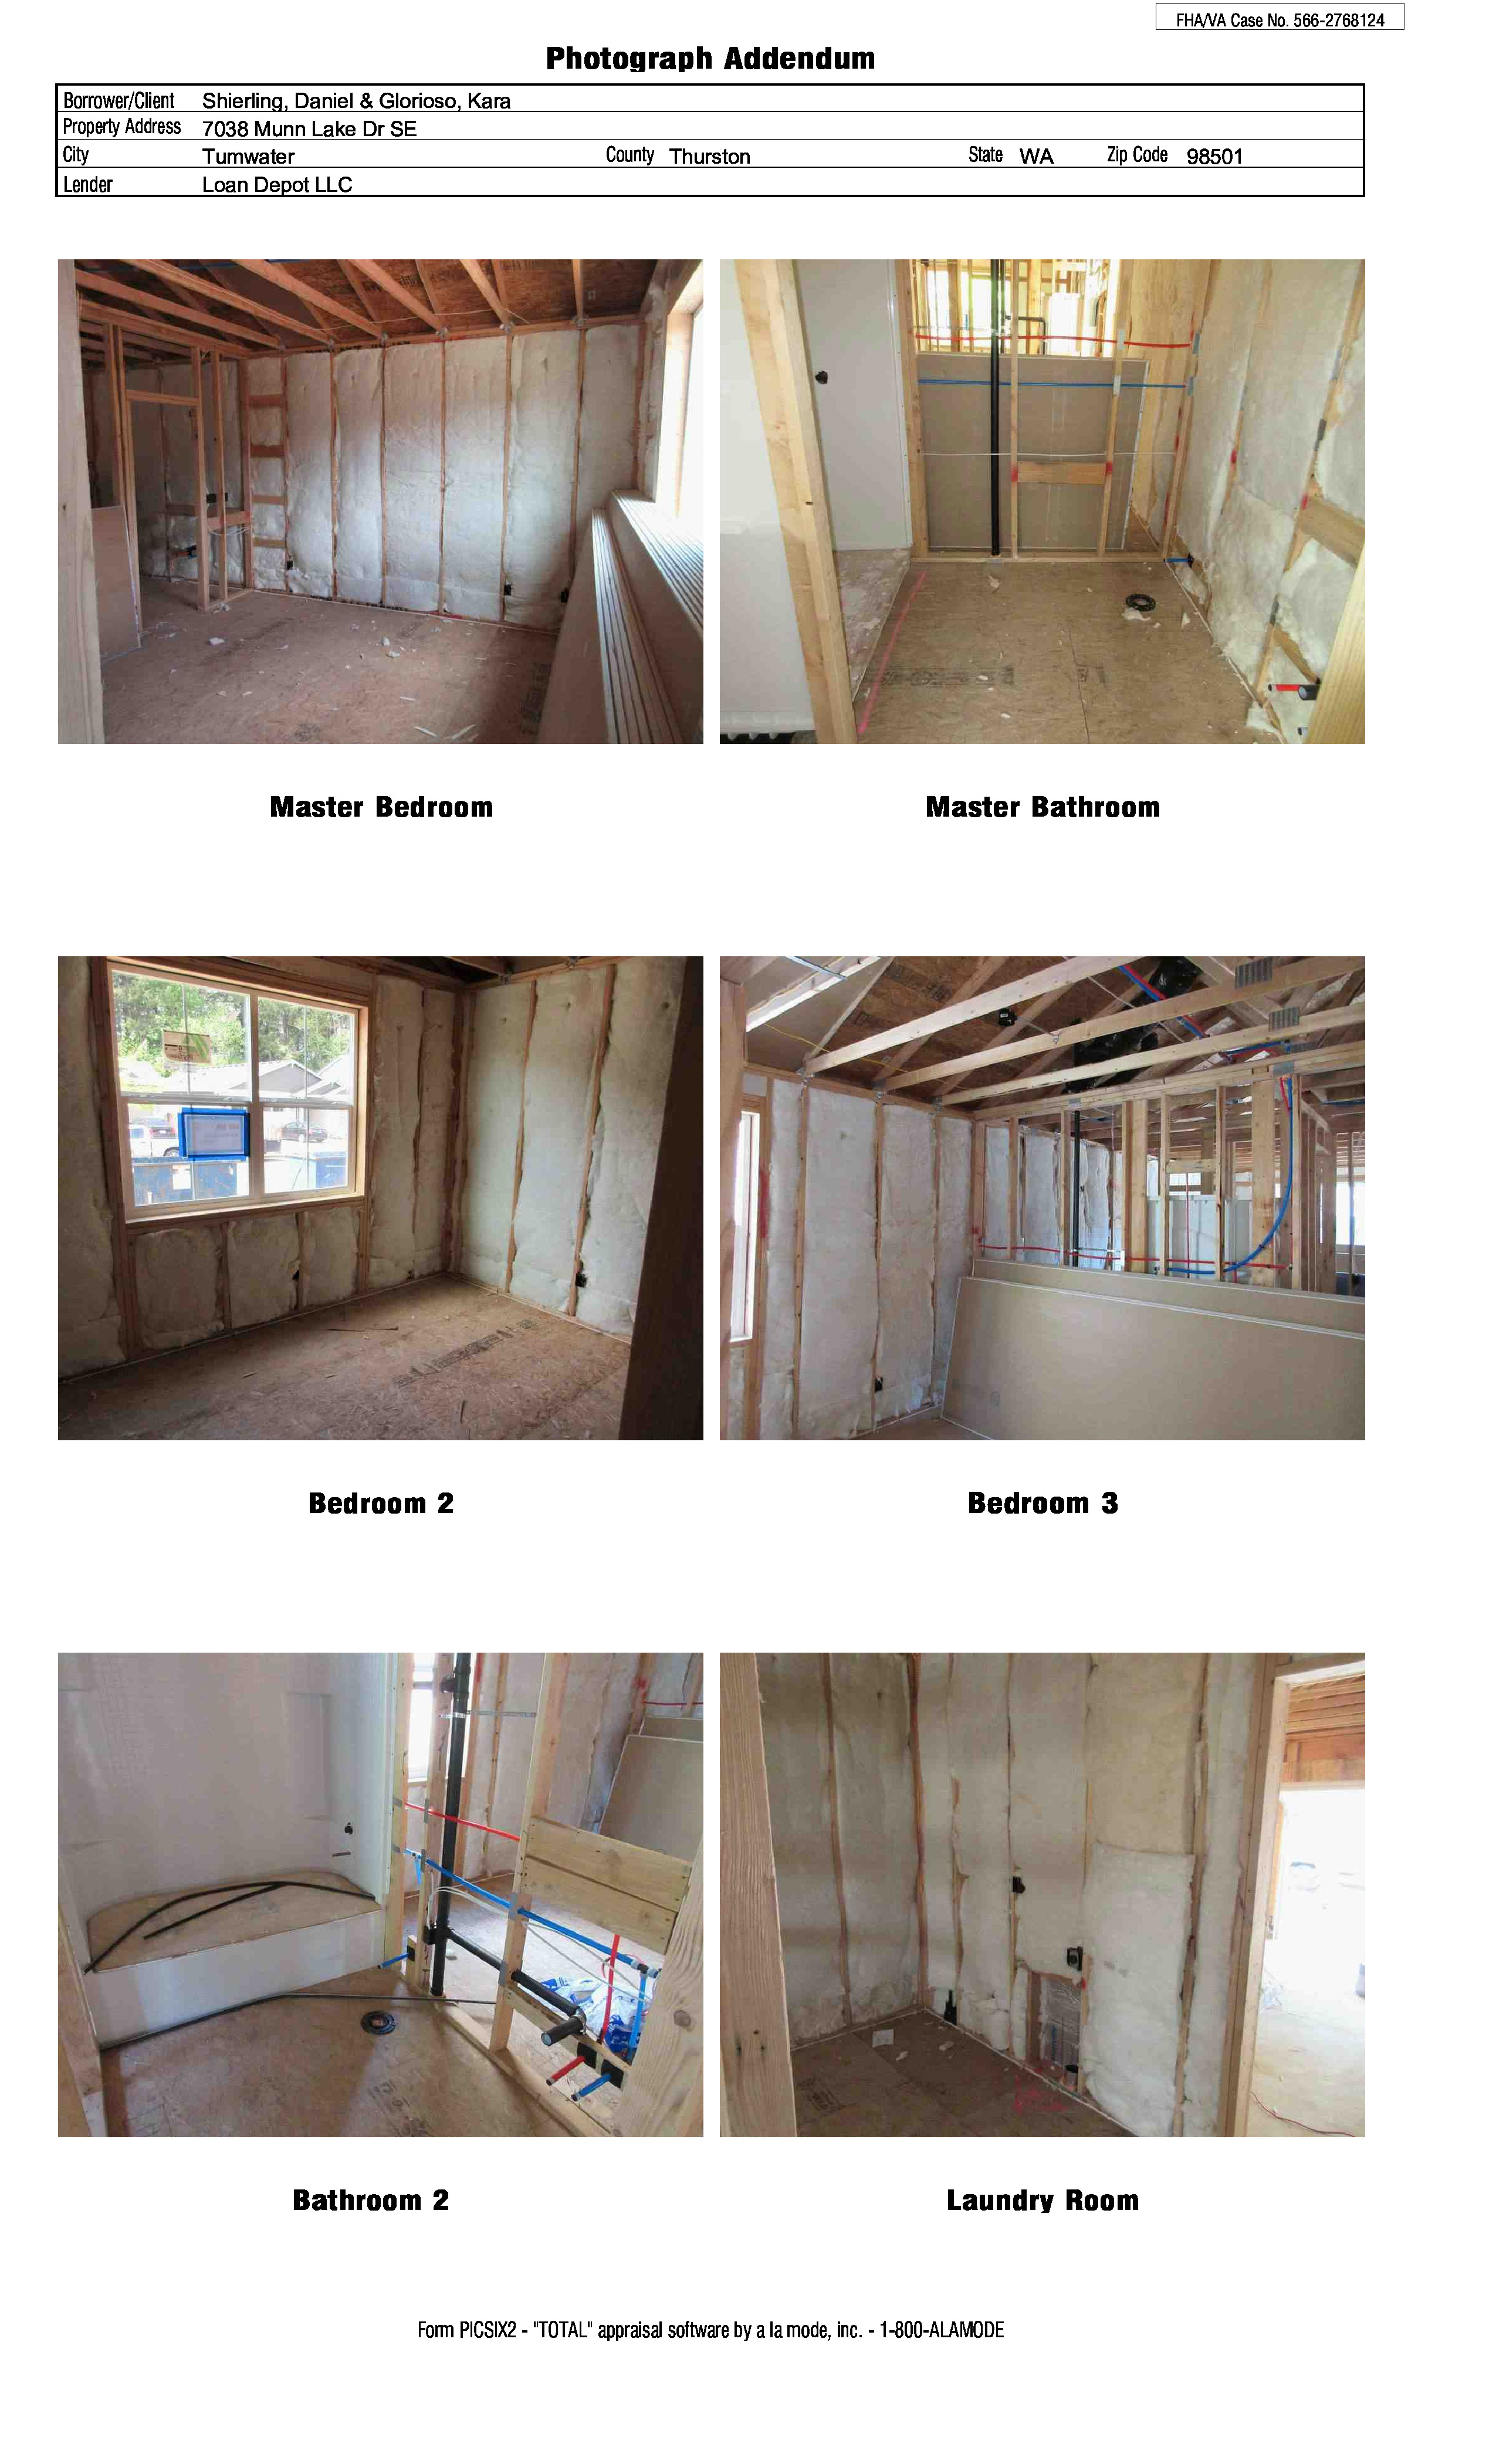 FHA/VA Case No. 566-2768124
Photograph Addendum
Borrower/Client Shierling, Daniel & Glorioso, Kara
Property Address 7038 Munn Lake Dr SE
City Tumwater County Thurston State WA Zip Code 98501
Lender Loan Depot LLC
Master Bedroom Master Bathroom
Bedroom 2 Bedroom 3
Bathroom 2 Laundry Room
Form PICSIX2 - "TOTAL" appraisal software by a la mode, inc. - 1-800-ALAMODE